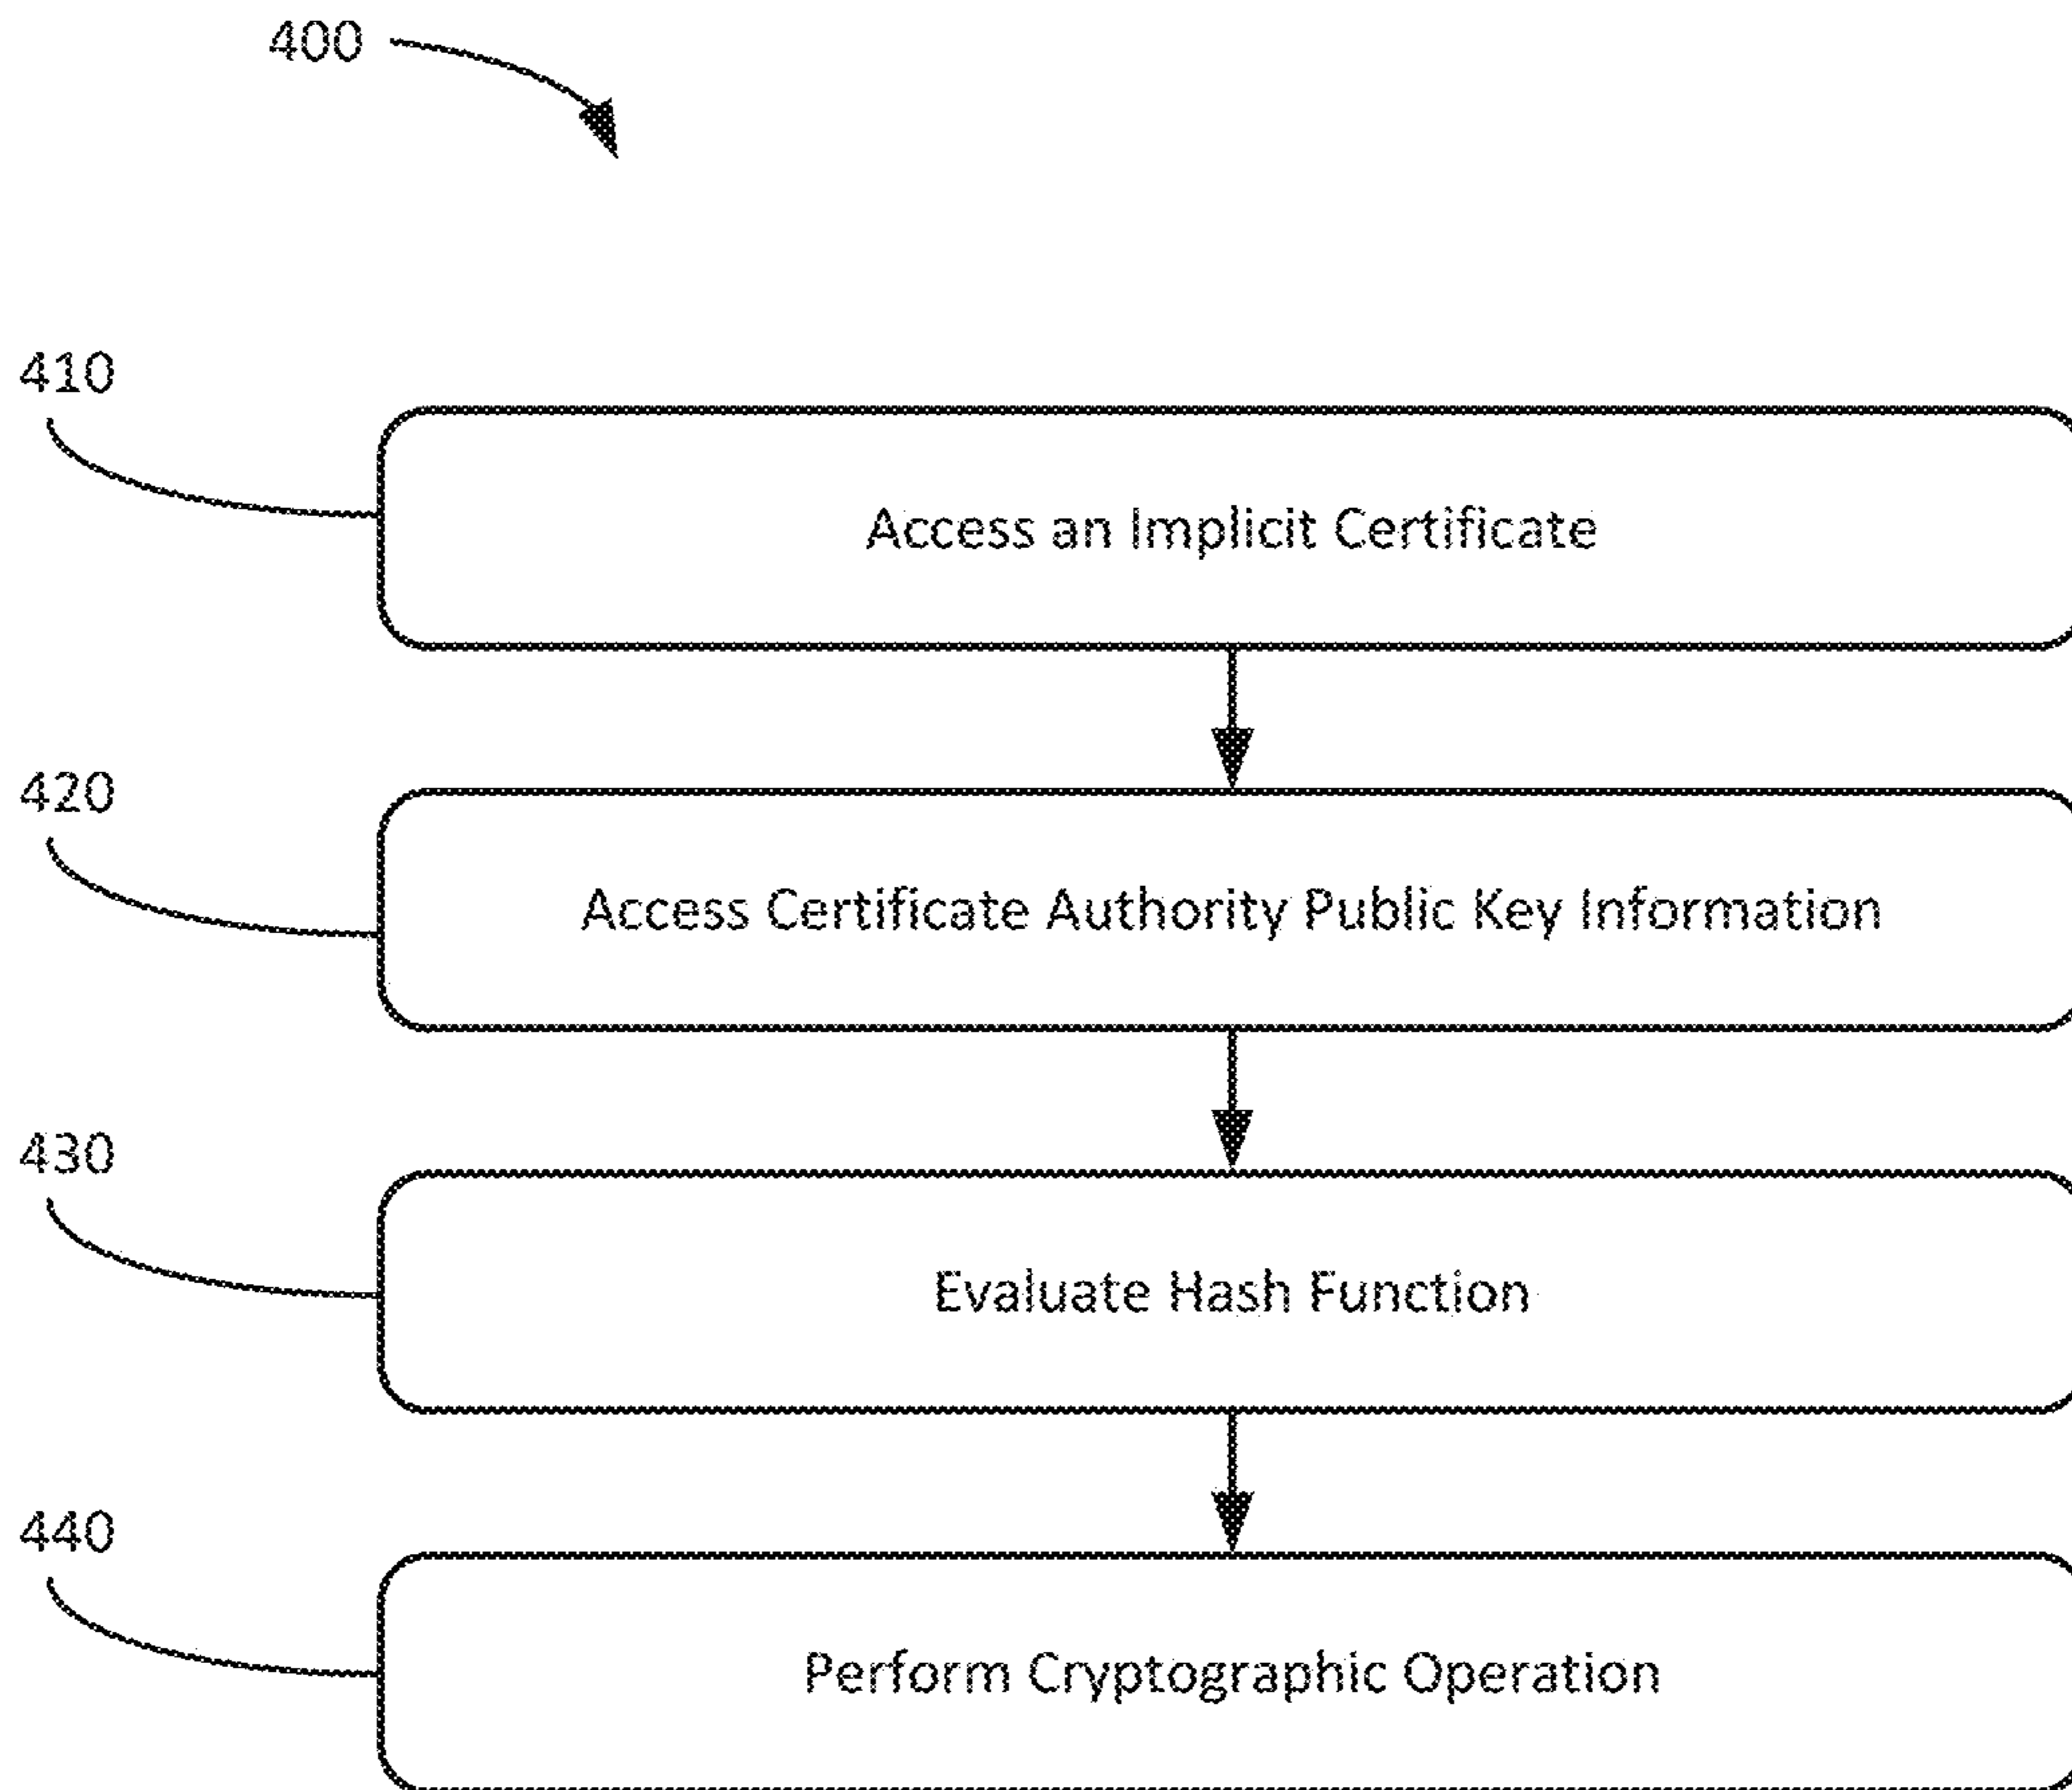 400
410
Access an Implicit Certificate
420
Access Certificate Authority Public Key Information
430
Evaluate Hash Function
440
Perform Cryptographic Operation